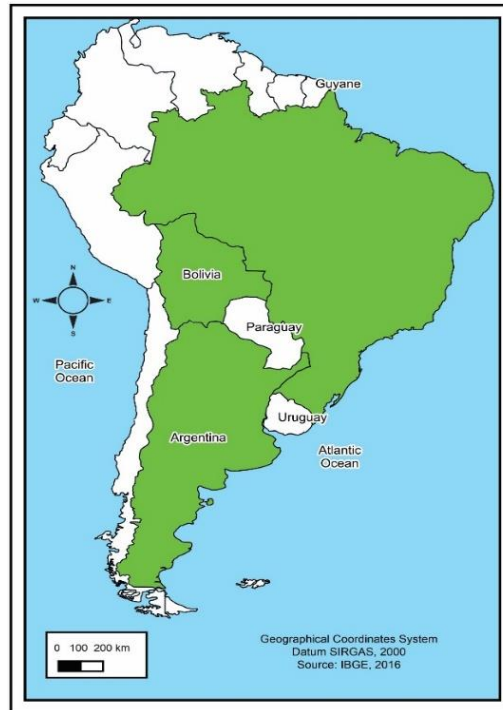 Guyane
Bolivia
N
W E
S
Paraguay
Pacific
Ocean
Uruguay
Argentina
Atlantic
Ocean
0 100 200 km
Geographical Coordinates System
Datum SIRGAS, 2000
Source: IBGE, 2016